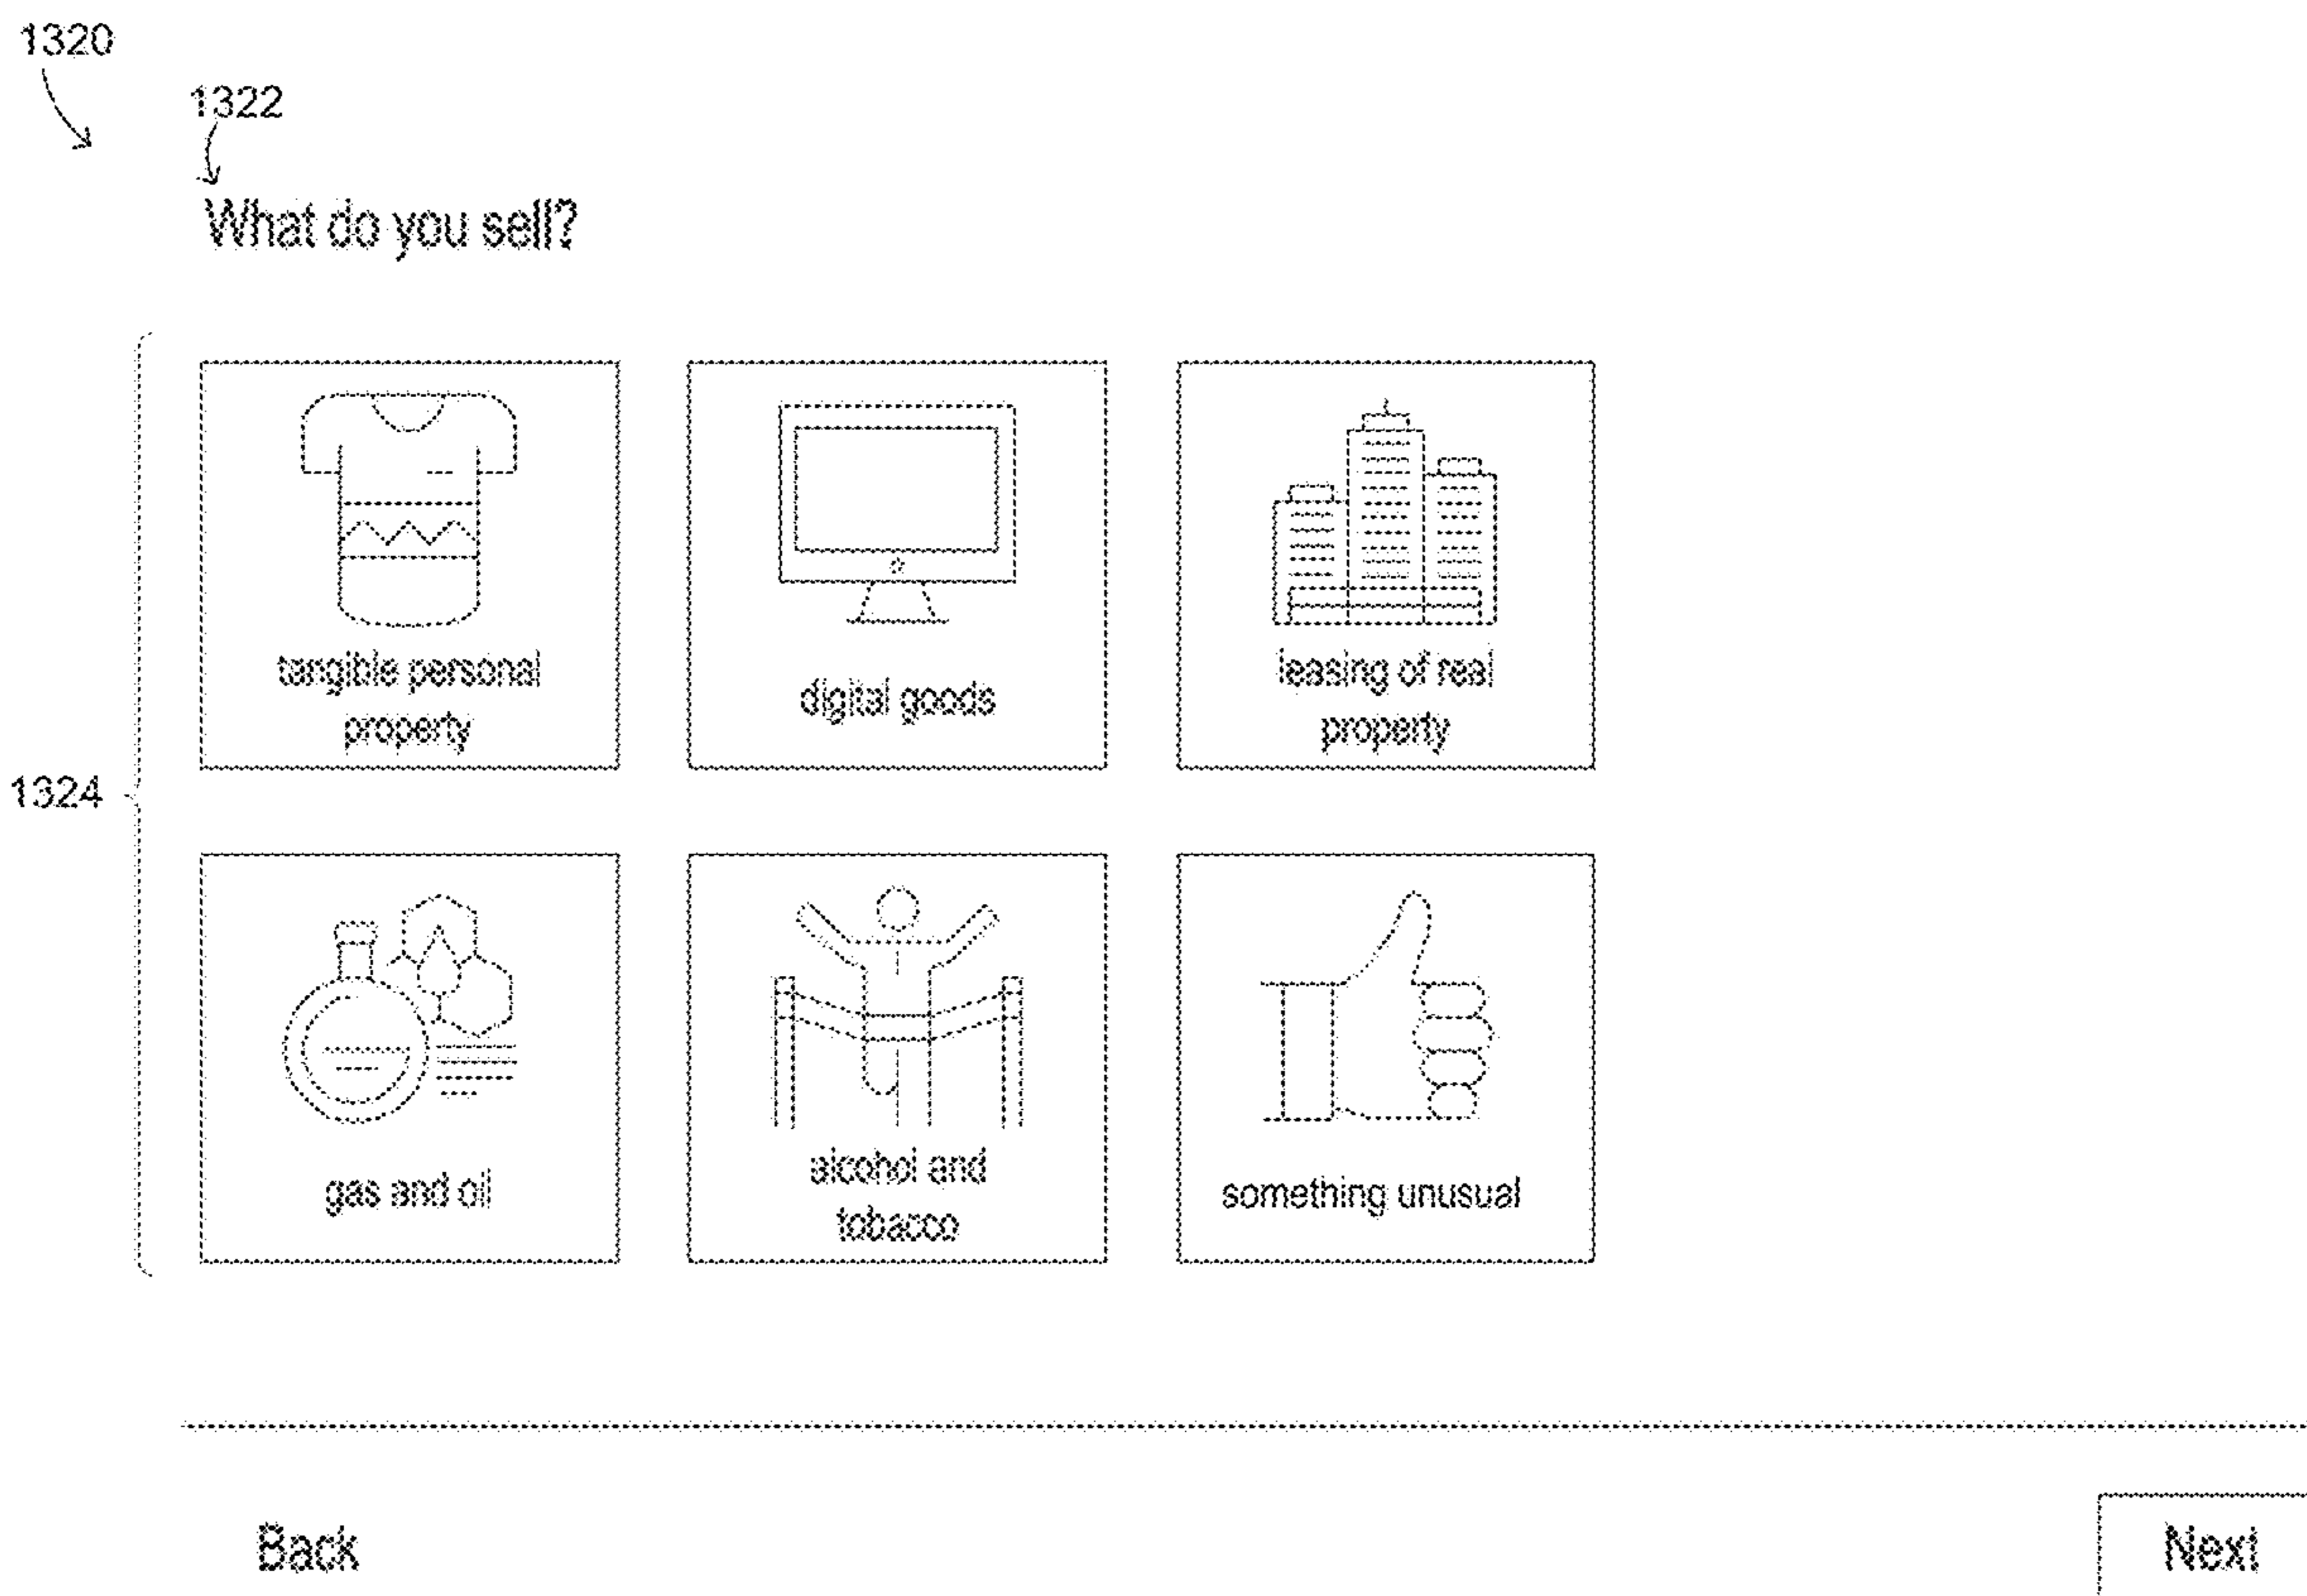 1320
1322
What do you sell?
1324
tangible personal
property
digital goods
leasing of real
property
gas and oil
alcohol and
tobacco
something unusual
Back
Next